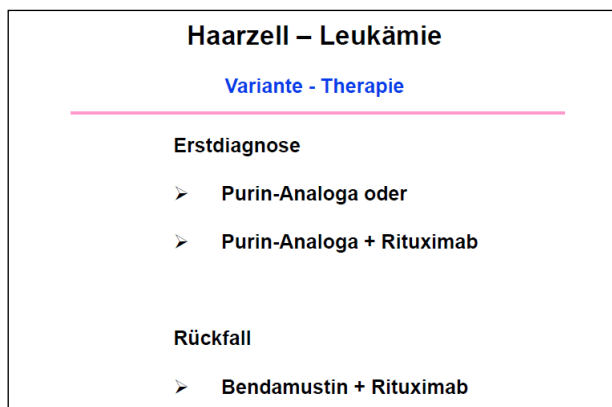 Haarzell – Leukämie
Variante - Therapie
Erstdiagnose
➢ Purin-Analoga oder
➢ Purin-Analoga + Rituximab
Rückfall
➢ Bendamustin + Rituximab